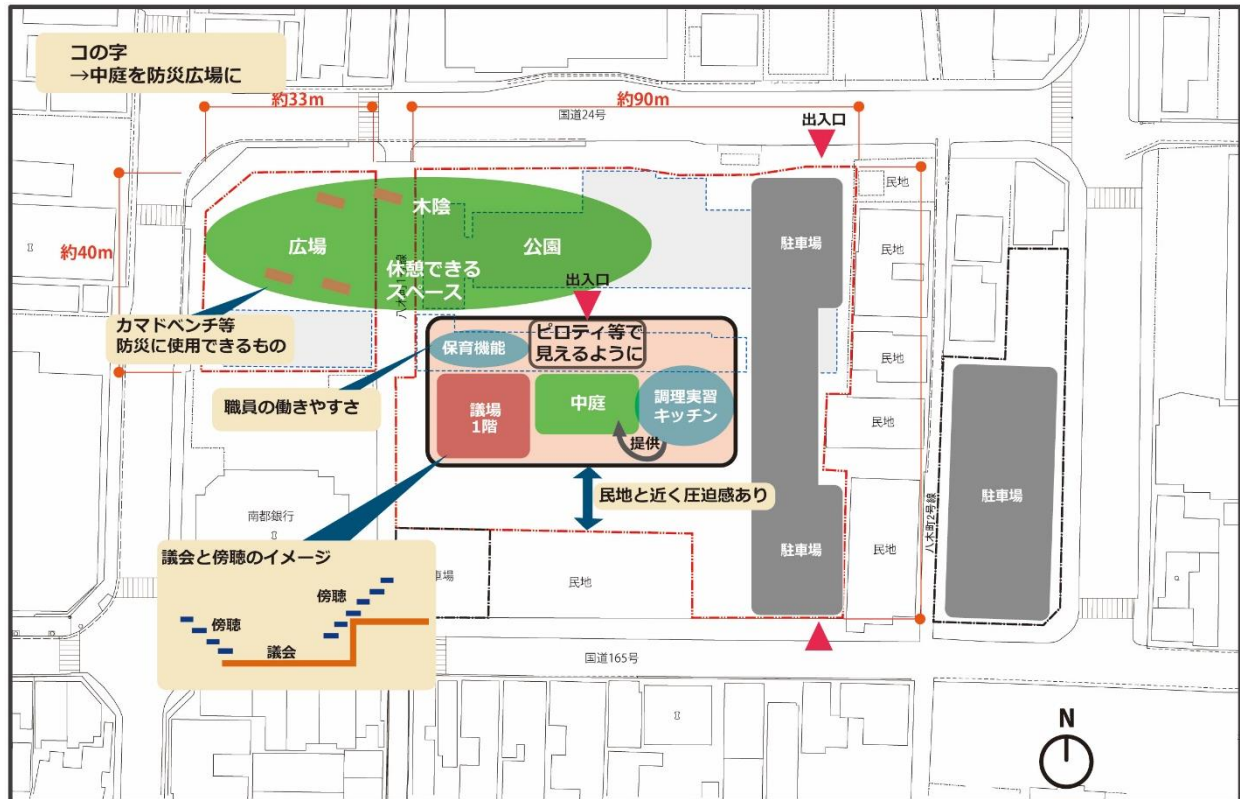 コの字
→中庭を防災広場に
約33m
約90m
国道24号
出入口
民地
約40m
木陰
広場
公園
駐車場
民地
休憩できる
スペース
出入口
カマドベンチ等
防災に使用できるもの
保育機能
ピロティ等で
見えるように
民地
職員の働きやすさ
議場
1階
中庭
調理実習
キッチン
提供
民地
民地と近く圧迫感あり
駐車場
八木町2号線
南都銀行
駐車場
民地
民地
車場
議会と傍聴のイメージ
傍聴
傍聴
議会
国道165号
N